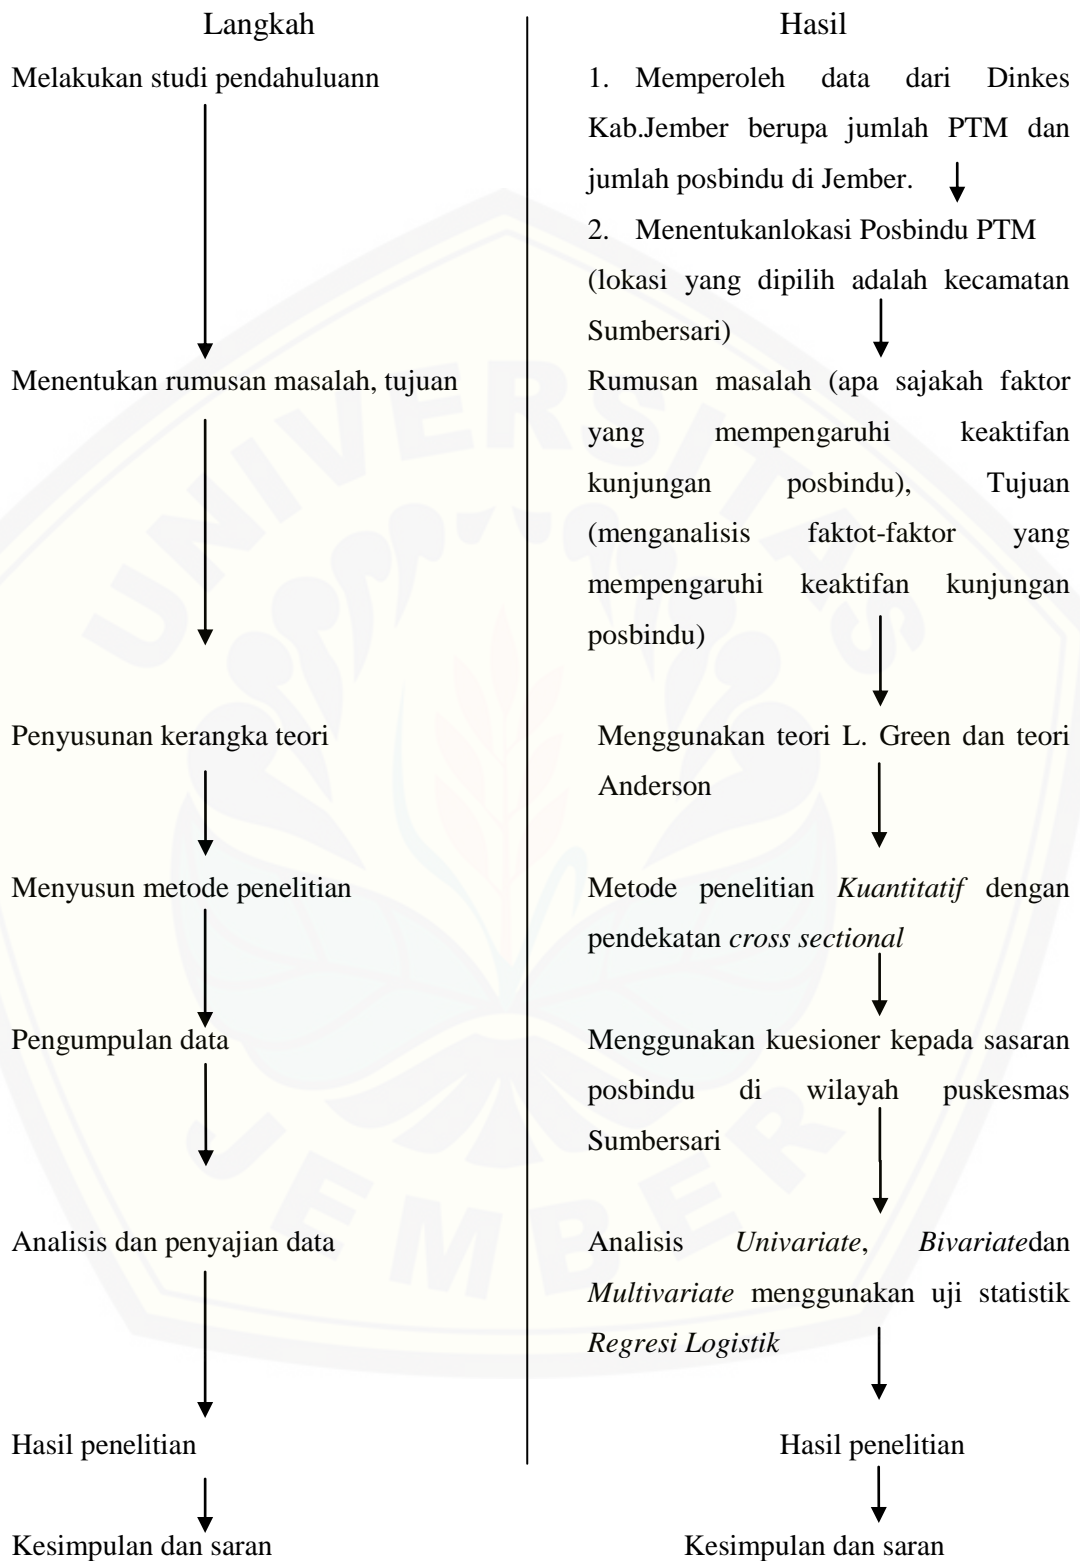 Langkah
Melakukan studi pendahuluann
Menentukan rumusan masalah, tujuan
Penyusunan kerangka teori
Menyusun metode penelitian
Pengumpulan data
Analisis dan penyajian data
Hasil penelitian
Kesimpulan dan saran
Hasil
1. Memperoleh data dari Dinkes
Kab.Jember berupa jumlah PTM dan
jumlah posbindu di Jember.
2. Menentukanlokasi Posbindu PTM
(lokasi yang dipilih adalah kecamatan
Sumbersari)
Rumusan masalah (apa sajakah faktor
yang mempengaruhi keaktifan
kunjungan posbindu), Tujuan
(menganalisis faktot-faktor yang
mempengaruhi keaktifan kunjungan
posbindu)
Menggunakan teori L. Green dan teori
Anderson
Metode penelitian Kuantitatif dengan
pendekatan cross sectional
Menggunakan kuesioner kepada sasaran
posbindu di wilayah puskesmas
Sumbersari
Analisis Univariate, Bivariatedan
Multivariate menggunakan uji statistik
Regresi Logistik
Hasil penelitian
Kesimpulan dan saran
UNIVERSITAS
JEMBER